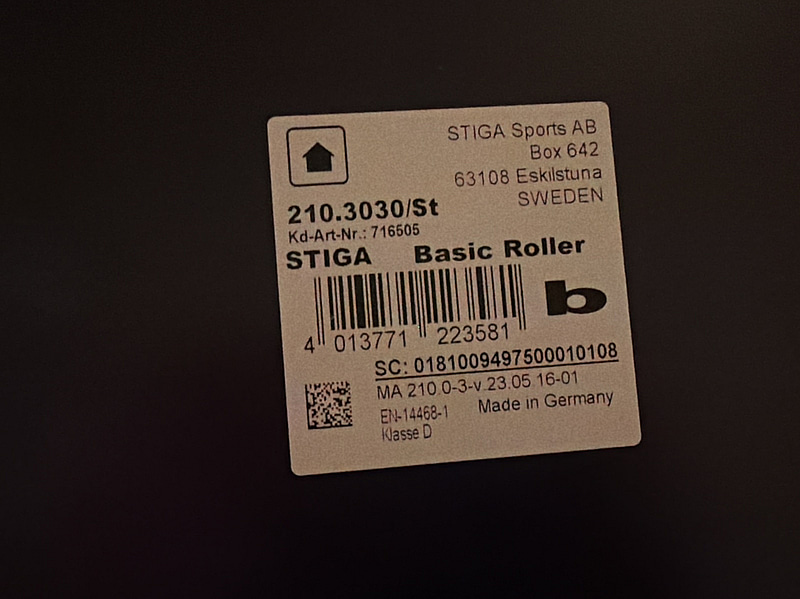 STIGA Sports AB
Box 642
63108 Eskilstuna
SWEDEN
210.3030/St
Kd-Art-Nr.: 716505
STIGA Basic Roller
b
4 013771 223581
SC: 0181009497500010108
MA 210.0-3-v.23.05.16-01
EN-14468-1 Made in Germany
Klasse D